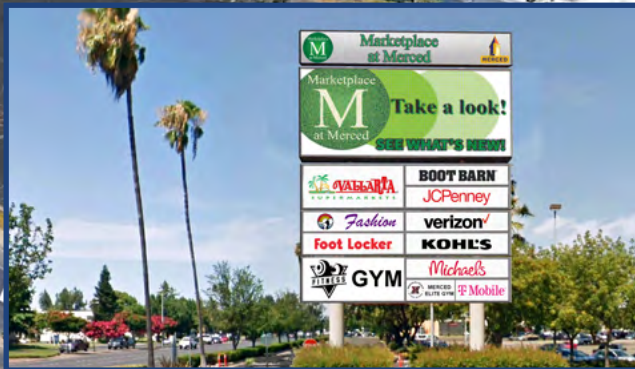 Marketplace
at Merced
M
MERCED
Marketplace
M
at Merced
Take a look!
SEE WHAT'S NEW!
VALLARTA
SUPERMARKETS
BOOT BARN
JCPenney
Fashion
verizon
Foot Locker
KOHL'S
FITNESS
GYM
Michaels
MERCED
ELITE GYM
T Mobile